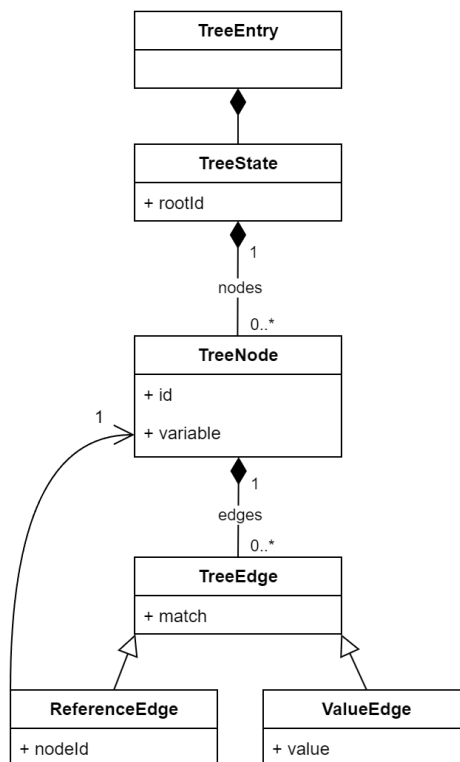 TreeEntry
TreeState
+ rootId
1
nodes
0..*
TreeNode
+ id
1
+ variable
1
edges
0..*
TreeEdge
+ match
ReferenceEdge
ValueEdge
+ nodeId
+ value